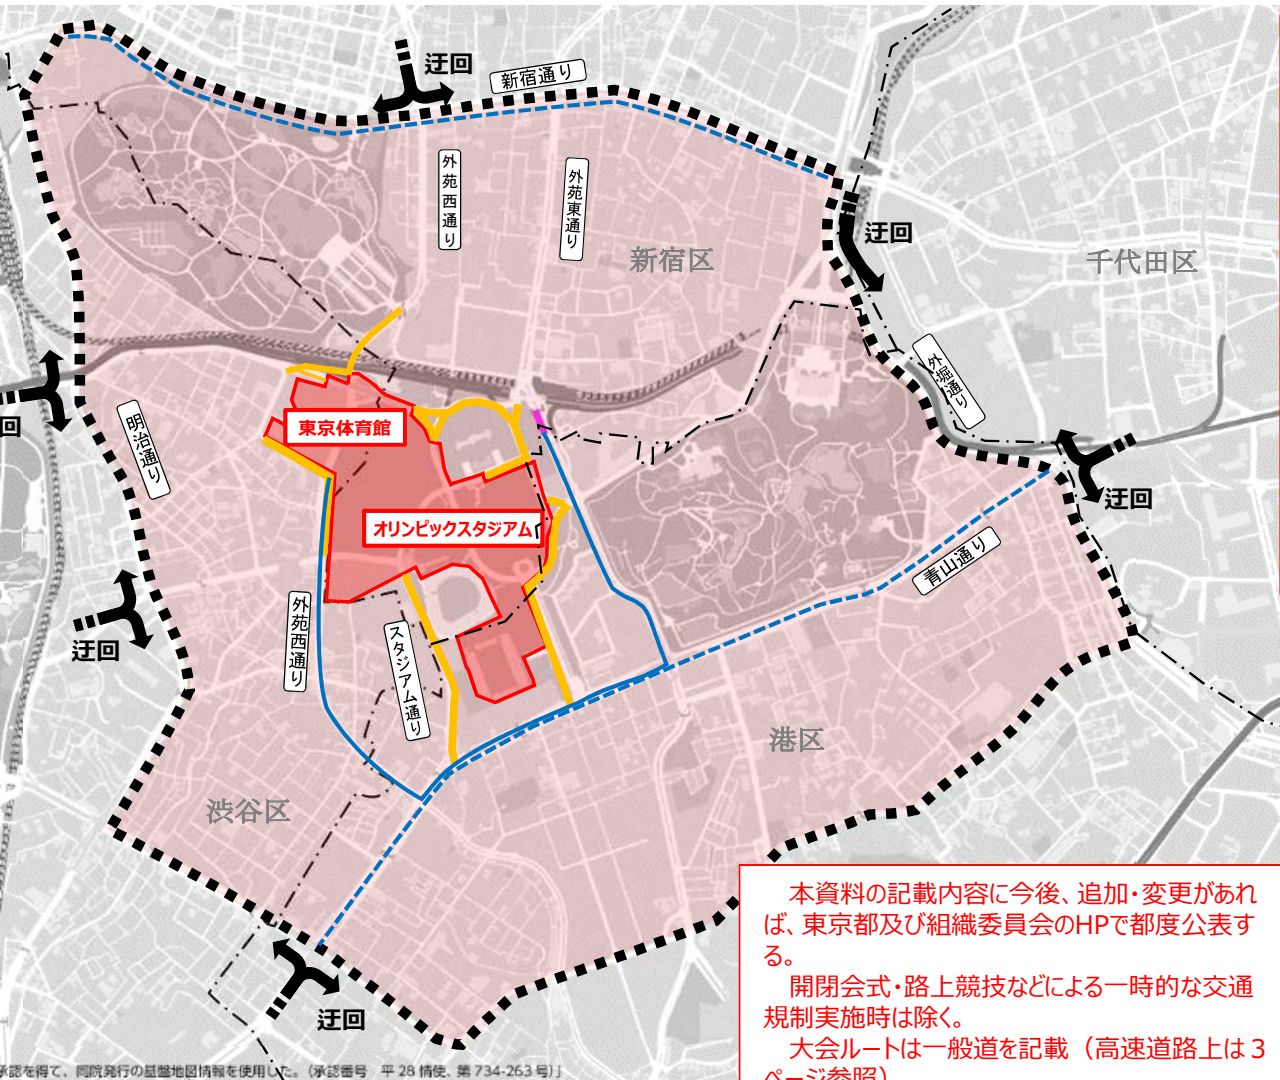 迂回
新宿通り
外苑西通り
外苑東通り
迂回
新宿区
千代田区
外堀通り
回
明治通り
東京体育館
オリンピックスタジアム
迂回
青山通り
迂回
外苑西通り
スタジアム通り
港区
渋谷区
迂回
本資料の記載内容に今後、追加・変更があれ
ば、東京都及び組織委員会のHPで都度公表す
る。
開閉会式・路上競技などによる一時的な交通
規制実施時は除く。
大会ルートは一般道を記載（高速道路上は３
ページ参照）
承認を得て、同院発行の基盤地図情報を使用した。（承認番号　平 28 情使、第 734-263 号）」